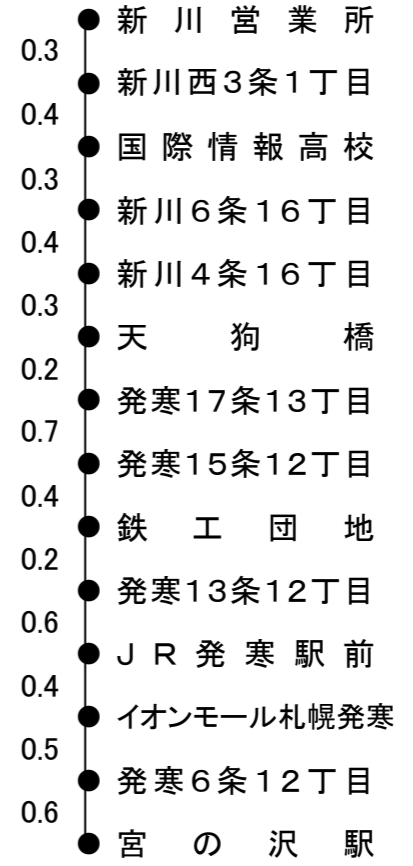 新川営業所
0.3
新川西3条1丁目
0.4
国際情報高校
0.3
新川6条16丁目
0.4
新川4条16丁目
0.3
天狗橋
0.2
発寒17条13丁目
0.7
発寒15条12丁目
0.4
鉄工団地
0.2
発寒13条12丁目
0.6
JR発寒駅前
0.4
イオンモール札幌発寒
0.5
発寒6条12丁目
0.6
宮の沢駅